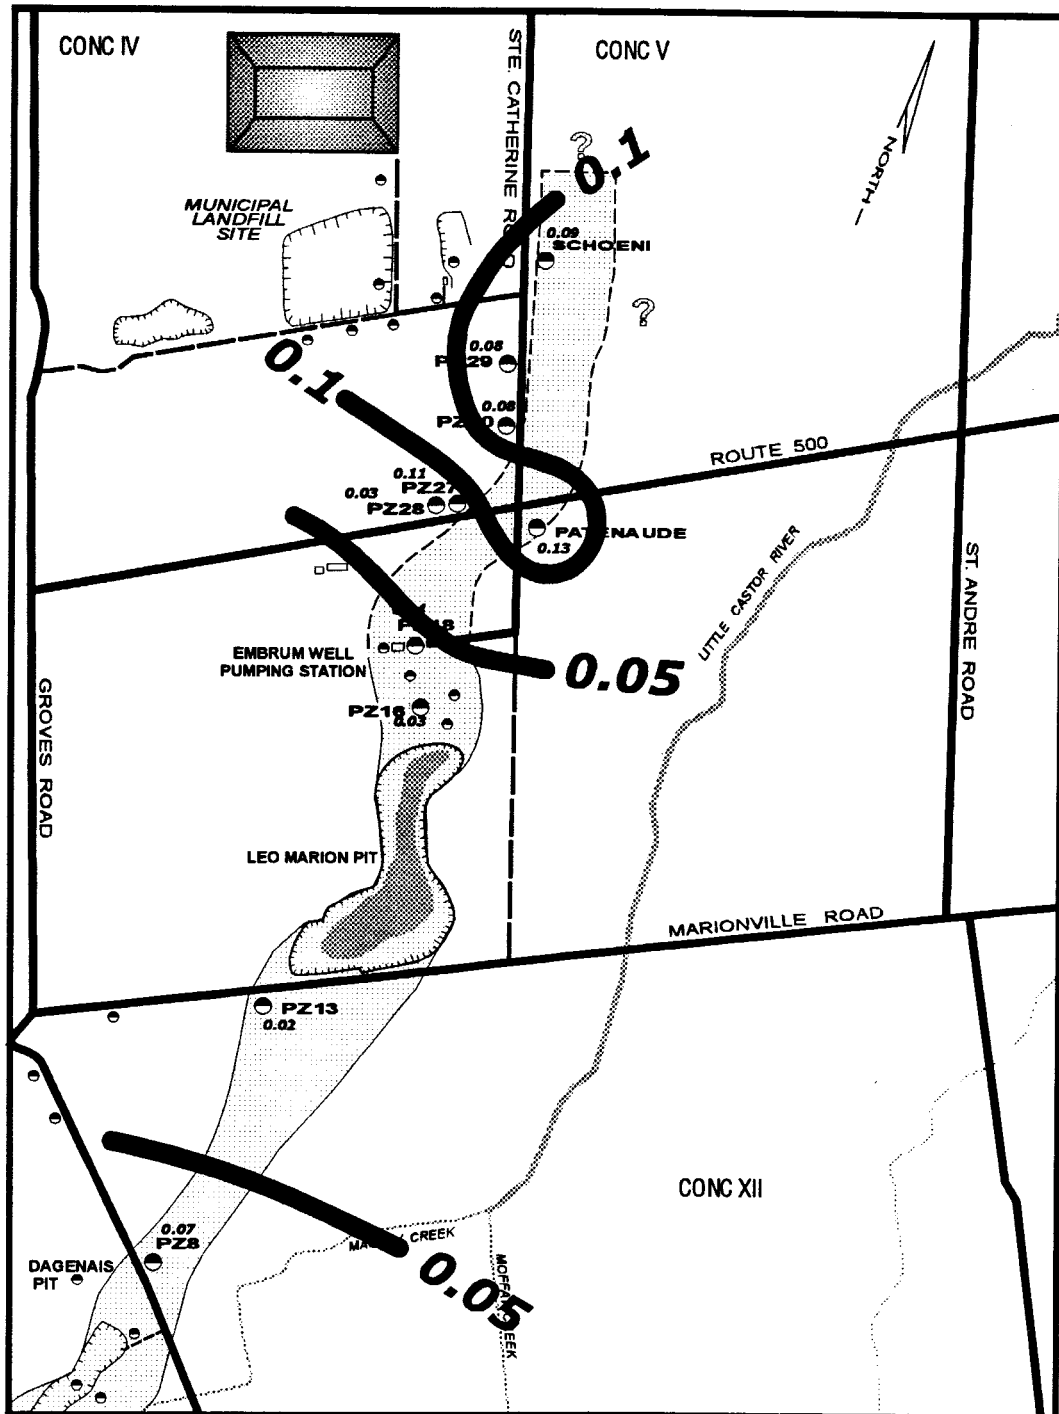 CONC IV
CONC V
STE. CATHERINE
NORTH
?
0.1
MUNICIPAL
LANDFILL
SITE
0.09
SCHOENI
?
0.08
0.1
0.08
ROUTE 500
0.11
PZ27
0.03
PZ28
PATENAUDE
0.13
LITTLE CASTOR RIVER
ST. ANDRE ROAD
EMBRUM WELL
PUMPING STATION
0.05
PZ16
0.03
GROVES ROAD
LEO MARION PIT
MARIONVILLE ROAD
PZ13
0.02
CONC XII
0.07
PZ8
CREEK
DAGENAIS
PIT
0.05